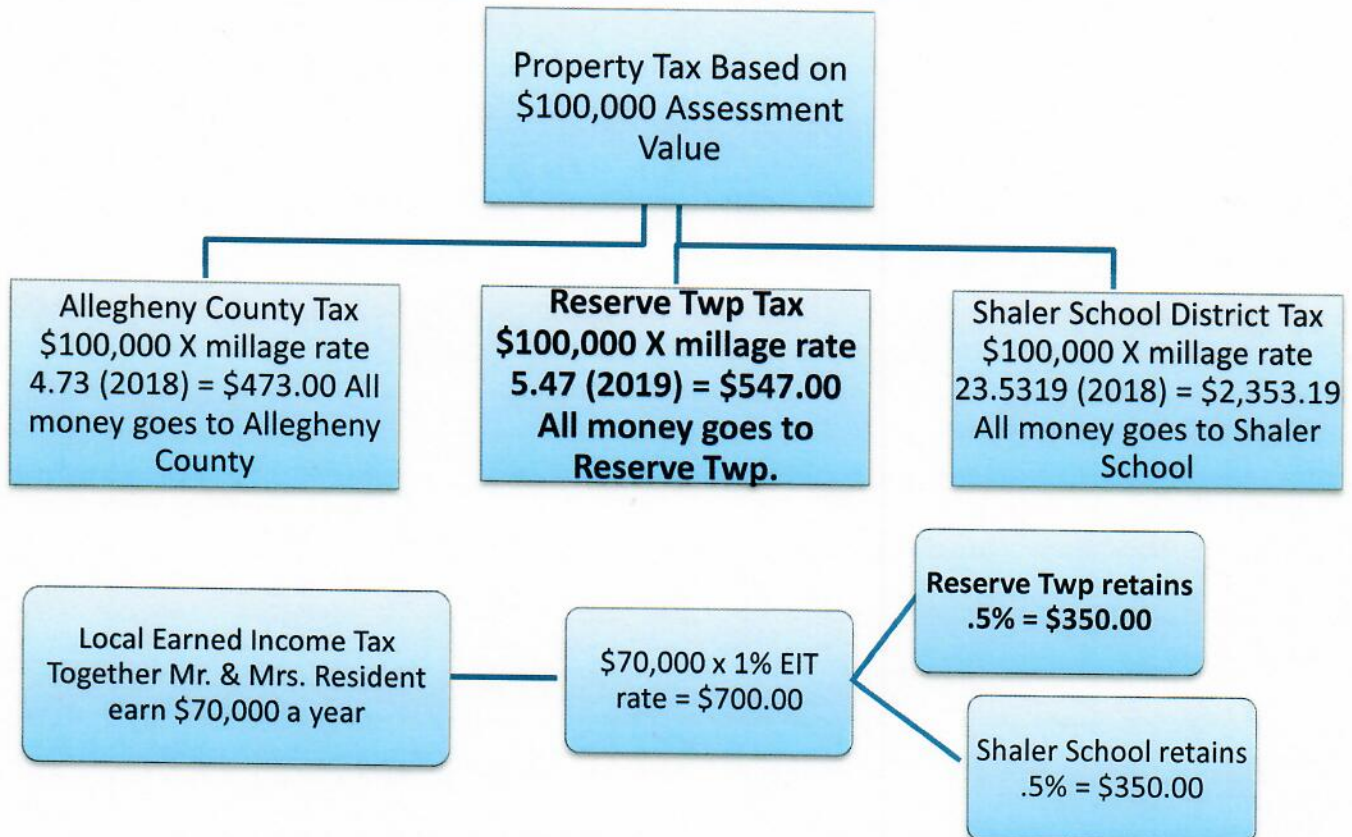 Property Tax Based on
$100,000 Assessment
Value
Allegheny County Tax
$100,000 X millage rate
4.73 (2018) = $473.00 All
money goes to Allegheny
County
Reserve Twp Tax
$100,000 X millage rate
5.47 (2019) = $547.00
All money goes to
Reserve Twp.
Shaler School District Tax
$100,000 X millage rate
23.5319 (2018) = $2,353.19
All money goes to Shaler
School
Local Earned Income Tax
Together Mr. & Mrs. Resident
earn $70,000 a year
$70,000 x 1% EIT
rate = $700.00
Reserve Twp retains
.5% = $350.00
Shaler School retains
.5% = $350.00